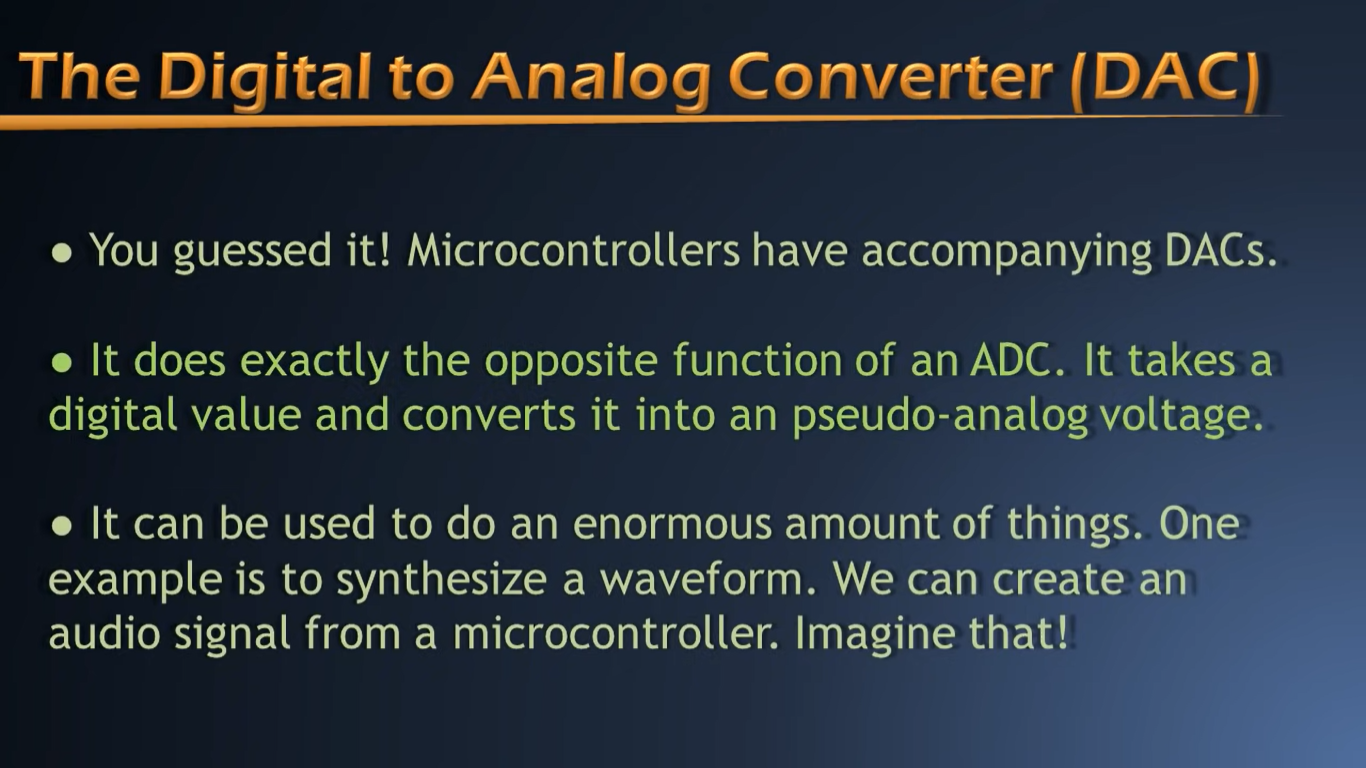 The Digital to Analog Converter (DAC)
● You guessed it! Microcontrollers have accompanying DACs.
● It does exactly the opposite function of an ADC. It takes a
digital value and converts it into an pseudo-analog voltage.
● It can be used to do an enormous amount of things. One
example is to synthesize a waveform. We can create an
audio signal from a microcontroller. Imagine that!